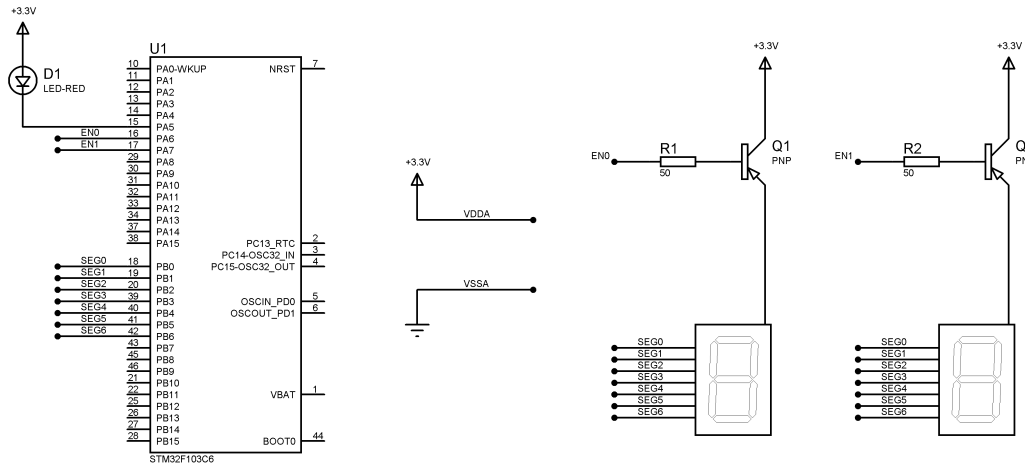 +3.3V
D1
LED-RED
U1
10 PA0-WKUP
11 PA1
12 PA2
13 PA3
14 PA4
15 PA5
EN0 16 PA6
EN1 17 PA7
29 PA8
30 PA9
31 PA10
32 PA11
33 PA12
34 PA13
37 PA14
38 PA15
SEG0 18 PB0
SEG1 19 PB1
SEG2 20 PB2
SEG3 39 PB3
SEG4 40 PB4
SEG5 41 PB5
SEG6 42 PB6
43 PB7
45 PB8
46 PB9
21 PB10
22 PB11
25 PB12
26 PB13
27 PB14
28 PB15
NRST 7
PC13_RTC 2
PC14-OSC32_IN 3
PC15-OSC32_OUT 4
OSCIN_PD0 5
OSCOUT_PD1 6
VBAT 1
BOOT0 44
STM32F103C6
+3.3V
VDDA
VSSA
+3.3V
EN0
R1
50
Q1
PNP
SEG0
SEG1
SEG2
SEG3
SEG4
SEG5
SEG6
+3.3V
EN1
R2
50
Q
SEG0
SEG1
SEG2
SEG3
SEG4
SEG5
SEG6